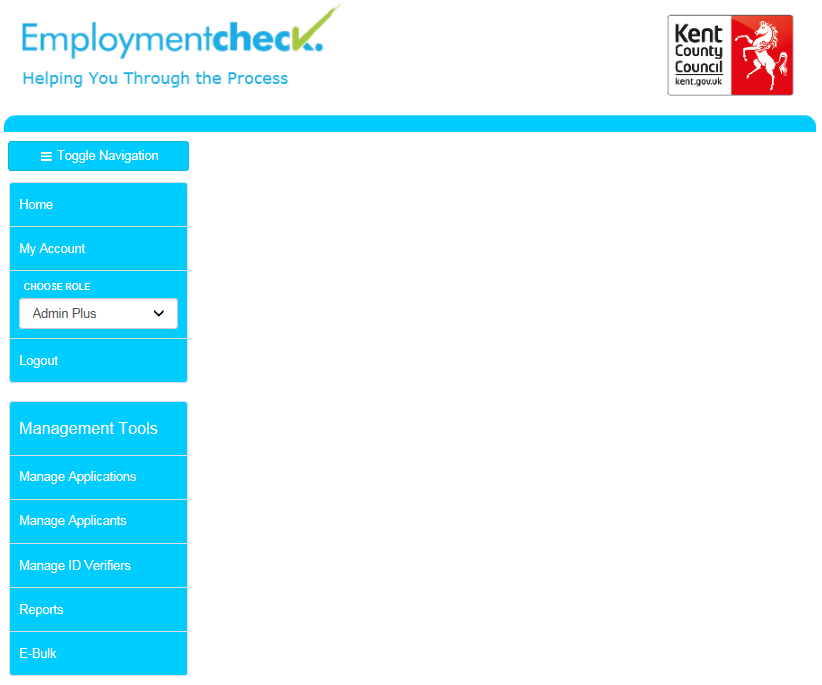 Employmentcheck.
Helping You Through the Process
Kent
County
Council
kent.gov.uk
Toggle Navigation
Home
My Account
CHOOSE ROLE
Admin Plus
Logout
Management Tools
Manage Applications
Manage Applicants
Manage ID Verifiers
Reports
E-Bulk